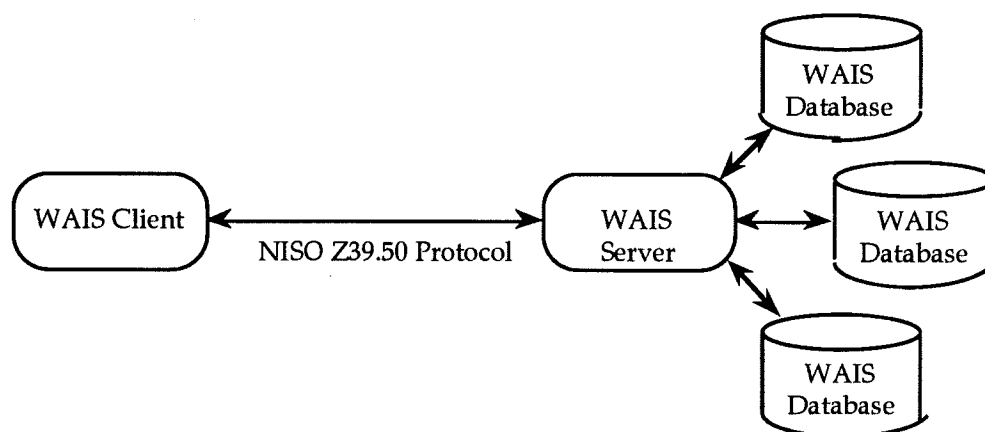 WAIS
Database
WAIS Client
NISO Z39.50 Protocol
WAIS
Server
WAIS
Database
WAIS
Database